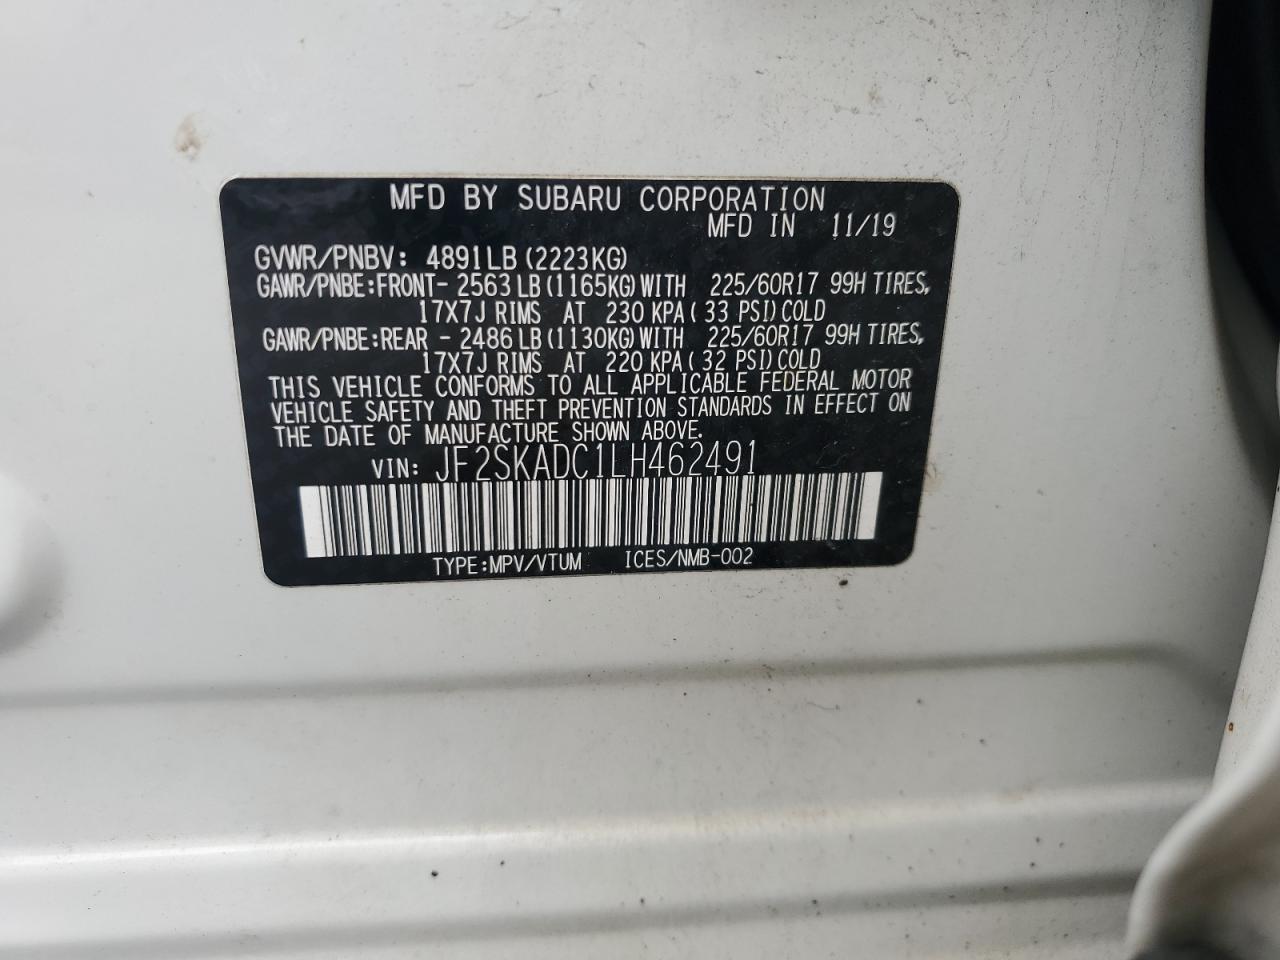 MFD BY SUBARU CORPORATION
MFD IN 11/19
GVWR/PNBV: 4891LB (2223KG)
GAWR/PNBE:FRONT- 2563LB (1165KG) WITH 225/60R17 99H TIRES,
17X7J RIMS AT 230 KPA ( 33 PSI) COLD
GAWR/PNBE:REAR - 2486LB (1130KG) WITH 225/60R17 99H TIRES,
17X7J RIMS AT 220 KPA ( 32 PSI) COLD
THIS VEHICLE CONFORMS TO ALL APPLICABLE FEDERAL MOTOR
VEHICLE SAFETY AND THEFT PREVENTION STANDARDS IN EFFECT ON
THE DATE OF MANUFACTURE SHOWN ABOVE.
VIN: JF2SKADC1LH462491
TYPE:MPV/VTUM ICES/NMB-002